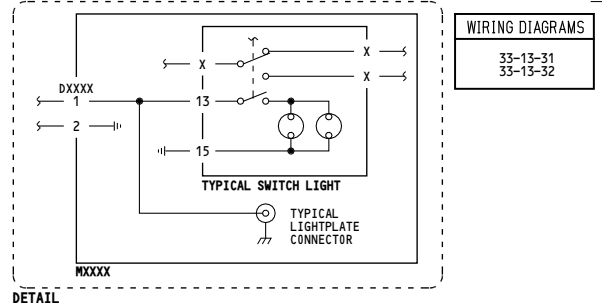 WIRING DIAGRAMS
33-13-31
33-13-32
X
X
X
DXXXX
1
13
2
15
TYPICAL SWITCH LIGHT
TYPICAL
LIGHTPLATE
CONNECTOR
MXXXX
DETAIL